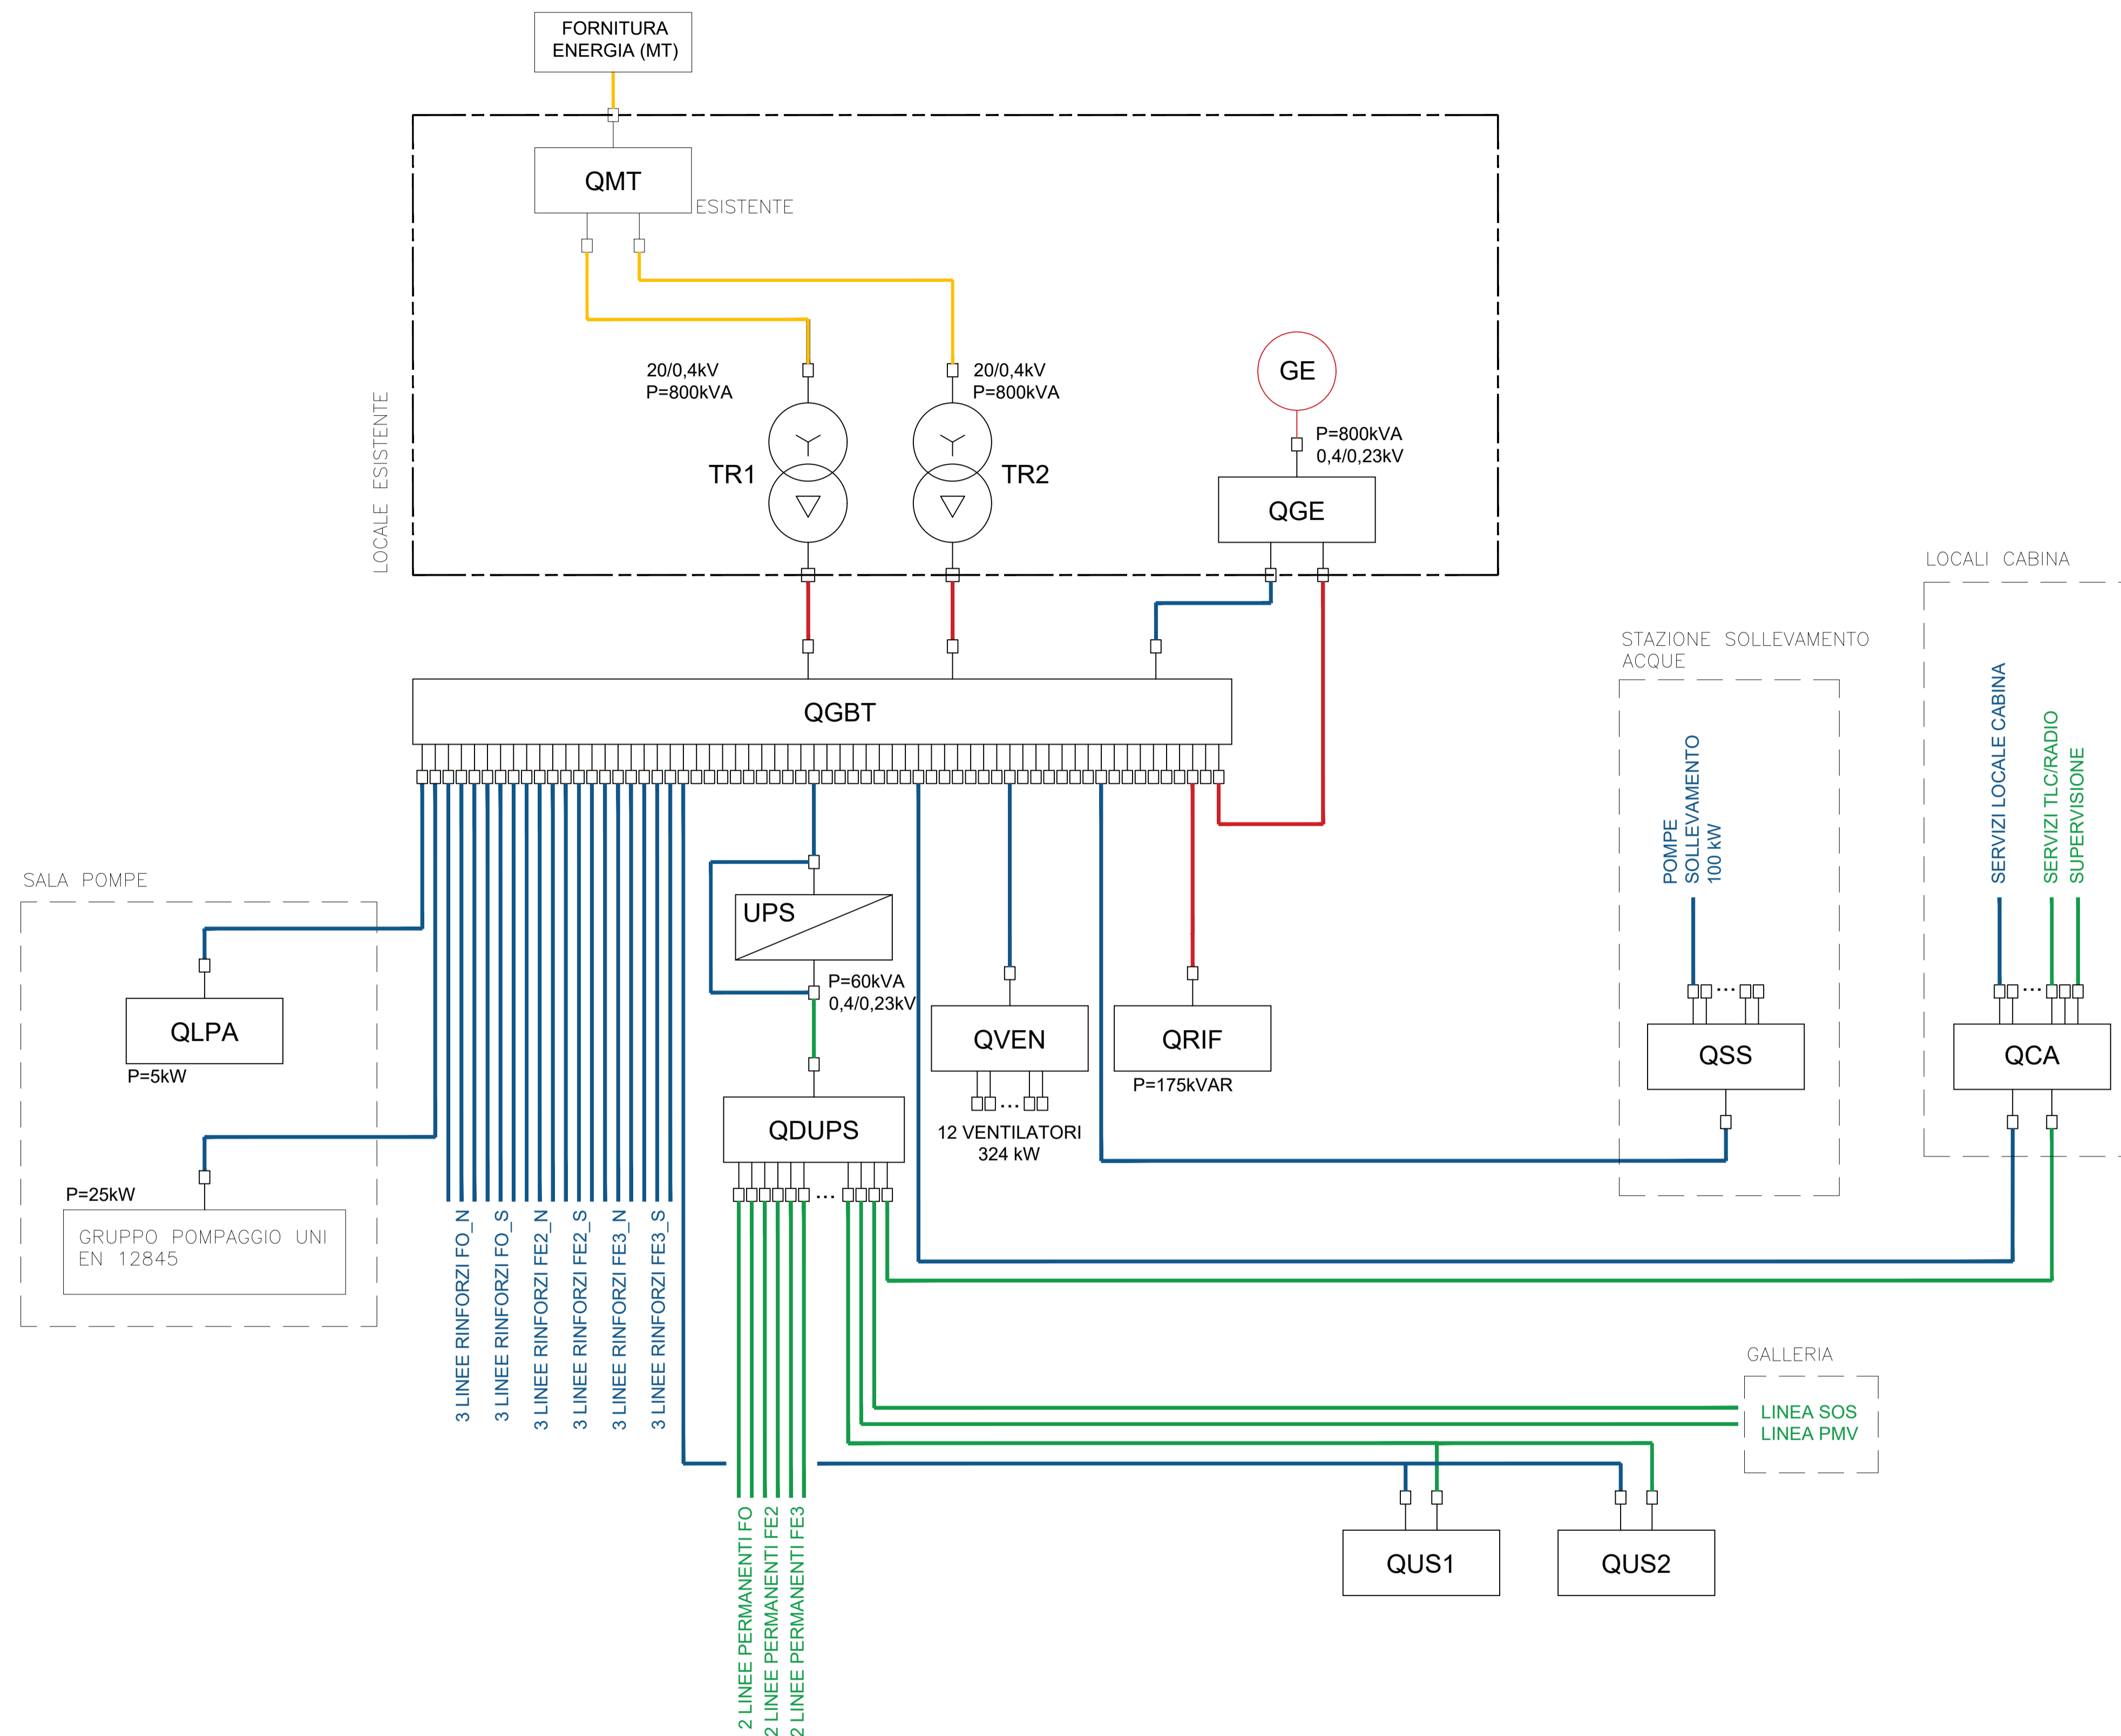 FORNITURA
ENERGIA (MT)
QMT
ESISTENTE
LOCALE ESISTENTE
20/0,4kV
P=800kVA
20/0,4kV
P=800kVA
TR1
TR2
GE
P=800kVA
0,4/0,23kV
QGE
QGBT
LOCALI CABINA
STAZIONE SOLLEVAMENTO
ACQUE
POMPE
SOLLEVAMENTO
100 kW
SERVIZI LOCALE CABINA
...
SERVIZI TLC/RADIO
SUPERVISIONE
...
QSS
QCA
SALA POMPE
QLPA
P=5kW
P=25kW
GRUPPO POMPAGGIO UNI
EN 12845
UPS
P=60kVA
0,4/0,23kV
QDUPS
...
QVEN
...
12 VENTILATORI
324 kW
QRIF
P=175kVAR
3 LINEE RINFORZI FO_N
3 LINEE RINFORZI FO_S
3 LINEE RINFORZI FE2_N
3 LINEE RINFORZI FE2_S
3 LINEE RINFORZI FE3_N
3 LINEE RINFORZI FE3_S
GALLERIA
LINEA SOS
LINEA PMV
2 LINEE PERMANENTI FO
2 LINEE PERMANENTI FE2
2 LINEE PERMANENTI FE3
QUS1
QUS2